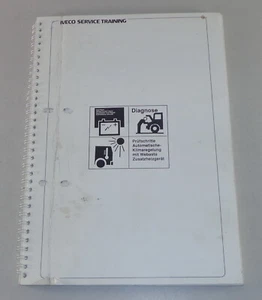 IVECO SERVICE TRAINING
Diagnose
Prüfschritte
Automatische-
Klimaregelung
mit Webasto
Zusatzheizgerät